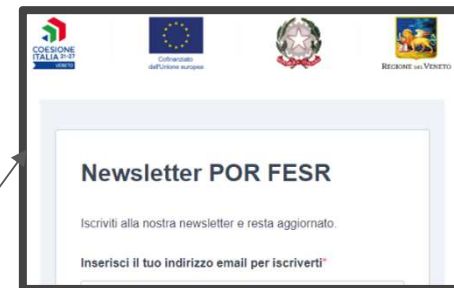 COESIONE
ITALIA 21-27
VENETO
Cofinanziato
dall'Unione europea
REGIONE DEL VENETO
Newsletter POR FESR
Iscriviti alla nostra newsletter e resta aggiornato.
Inserisci il tuo indirizzo email per iscriverti*